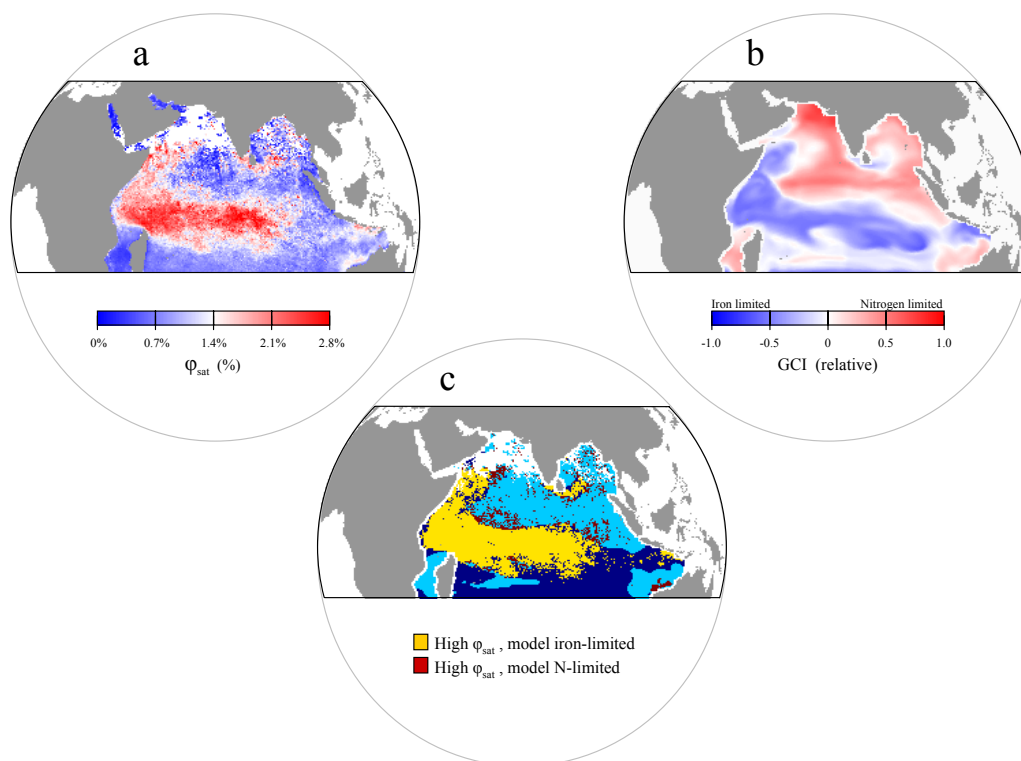 a
0% 0.7% 1.4% 2.1% 2.8%
φsat (%)
b
Iron limited Nitrogen limited
-1.0 -0.5 0 0.5 1.0
GCI (relative)
c
High φsat , model iron-limited
High φsat , model N-limited